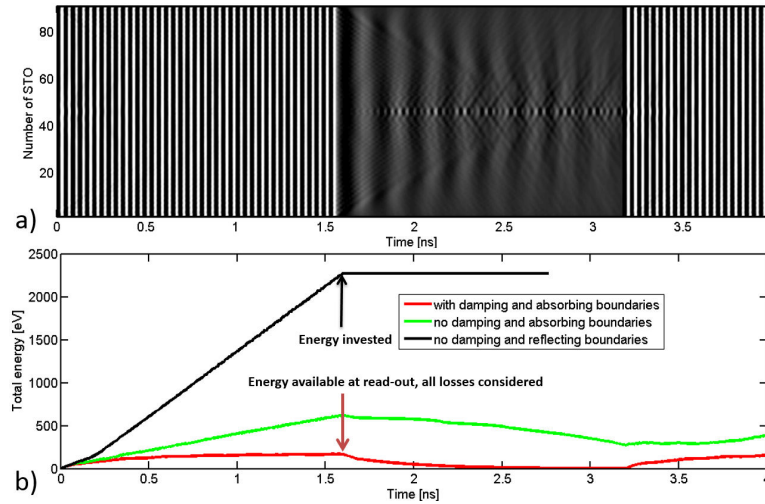 Number of STO
80
60
40
20
a)
0
0.5
1
1.5
2
2.5
3
3.5
Time [ns]
Total energy [eV]
2500
2000
1500
1000
500
0
with damping and absorbing boundaries
no damping and absorbing boundaries
no damping and reflecting boundaries
Energy invested
Energy available at read-out, all losses considered
b)
0
0.5
1
1.5
2
2.5
3
3.5
Time [ns]